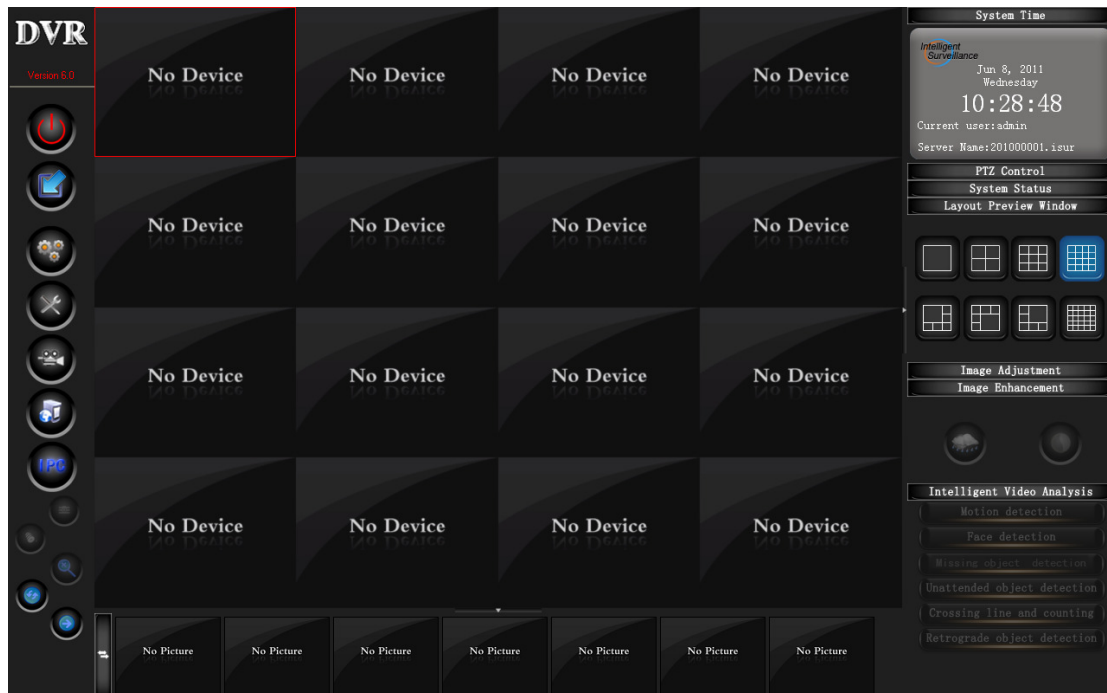 DVR
Version 6.0
No Device No Device No Device No Device
No Device No Device No Device No Device
No Device No Device No Device No Device
No Device No Device No Device No Device
IPC
No Picture No Picture No Picture No Picture No Picture No Picture No Picture
System Time
Intelligent
Surveillance
Jun 8, 2011
Wednesday
10:28:48
Current user:admin
Server Name:201000001.isur
PTZ Control
System Status
Layout Preview Window
Image Adjustment
Image Enhancement
Intelligent Video Analysis
Motion detection
Face detection
Missing object detection
Unattended object detection
Crossing line and counting
Retrograde object detection